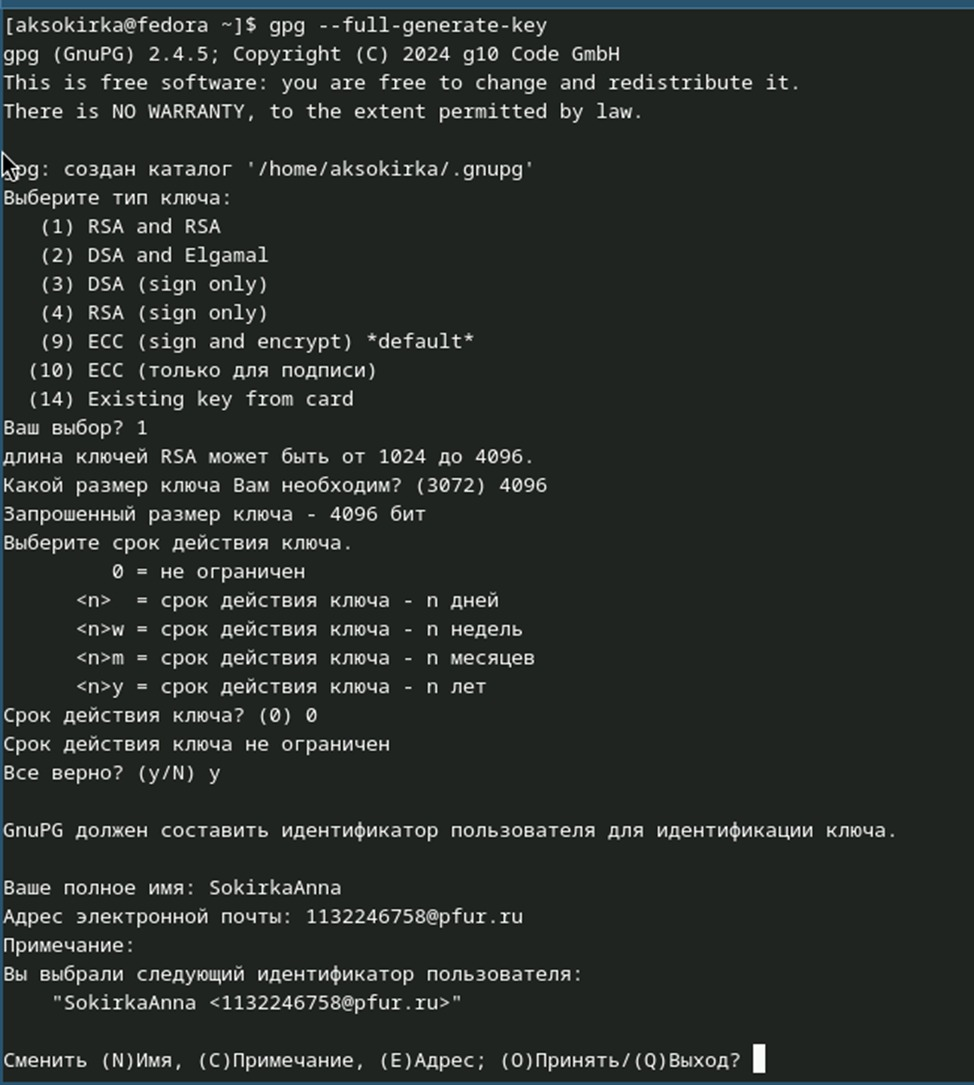 [aksokirka@fedora ~]$ gpg --full-generate-key
gpg (GnuPG) 2.4.5; Copyright (C) 2024 g10 Code GmbH
This is free software: you are free to change and redistribute it.
There is NO WARRANTY, to the extent permitted by law.

gpg: создан каталог '/home/aksokirka/.gnupg'
Выберите тип ключа:
   (1) RSA and RSA
   (2) DSA and Elgamal
   (3) DSA (sign only)
   (4) RSA (sign only)
   (9) ECC (sign and encrypt) *default*
  (10) ECC (только для подписи)
  (14) Existing key from card
Ваш выбор? 1
длина ключей RSA может быть от 1024 до 4096.
Какой размер ключа Вам необходим? (3072) 4096
Запрошенный размер ключа - 4096 бит
Выберите срок действия ключа.
         0 = не ограничен
      <n>  = срок действия ключа - n дней
      <n>w = срок действия ключа - n недель
      <n>m = срок действия ключа - n месяцев
      <n>y = срок действия ключа - n лет
Срок действия ключа? (0) 0
Срок действия ключа не ограничен
Все верно? (y/N) y

GnuPG должен составить идентификатор пользователя для идентификации ключа.

Ваше полное имя: SokirkaAnna
Адрес электронной почты: 1132246758@pfur.ru
Примечание:
Вы выбрали следующий идентификатор пользователя:
    "SokirkaAnna <1132246758@pfur.ru>"

Сменить (N)Имя, (C)Примечание, (E)Адрес; (O)Принять/(Q)Выход?